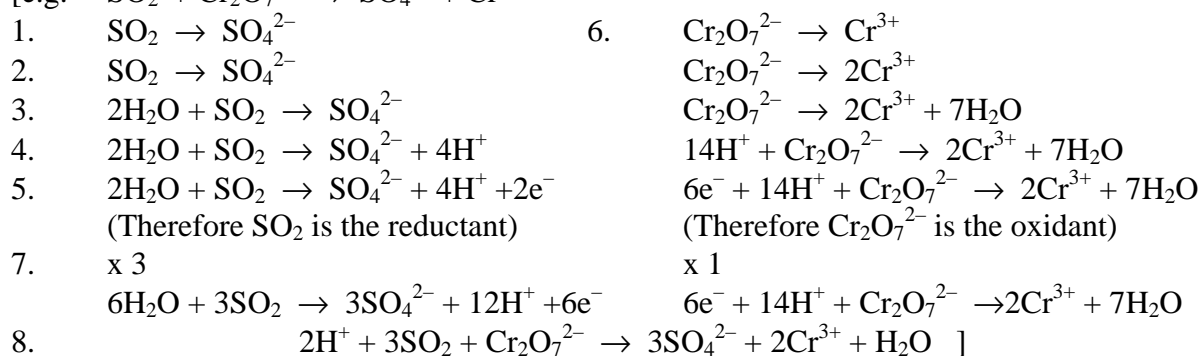 1. SO₂ → SO₄²⁻ 6. Cr₂O₇²⁻ → Cr³⁺
2. SO₂ → SO₄²⁻ Cr₂O₇²⁻ → 2Cr³⁺
3. 2H₂O + SO₂ → SO₄²⁻ Cr₂O₇²⁻ → 2Cr³⁺ + 7H₂O
4. 2H₂O + SO₂ → SO₄²⁻ + 4H⁺ 14H⁺ + Cr₂O₇²⁻ → 2Cr³⁺ + 7H₂O
5. 2H₂O + SO₂ → SO₄²⁻ + 4H⁺ +2e⁻ 6e⁻ + 14H⁺ + Cr₂O₇²⁻ → 2Cr³⁺ + 7H₂O
(Therefore SO₂ is the reductant) (Therefore Cr₂O₇²⁻ is the oxidant)
7. x 3 x 1
6H₂O + 3SO₂ → 3SO₄²⁻ + 12H⁺ +6e⁻ 6e⁻ + 14H⁺ + Cr₂O₇²⁻ →2Cr³⁺ + 7H₂O
8. 2H⁺ + 3SO₂ + Cr₂O₇²⁻ → 3SO₄²⁻ + 2Cr³⁺ + H₂O ]